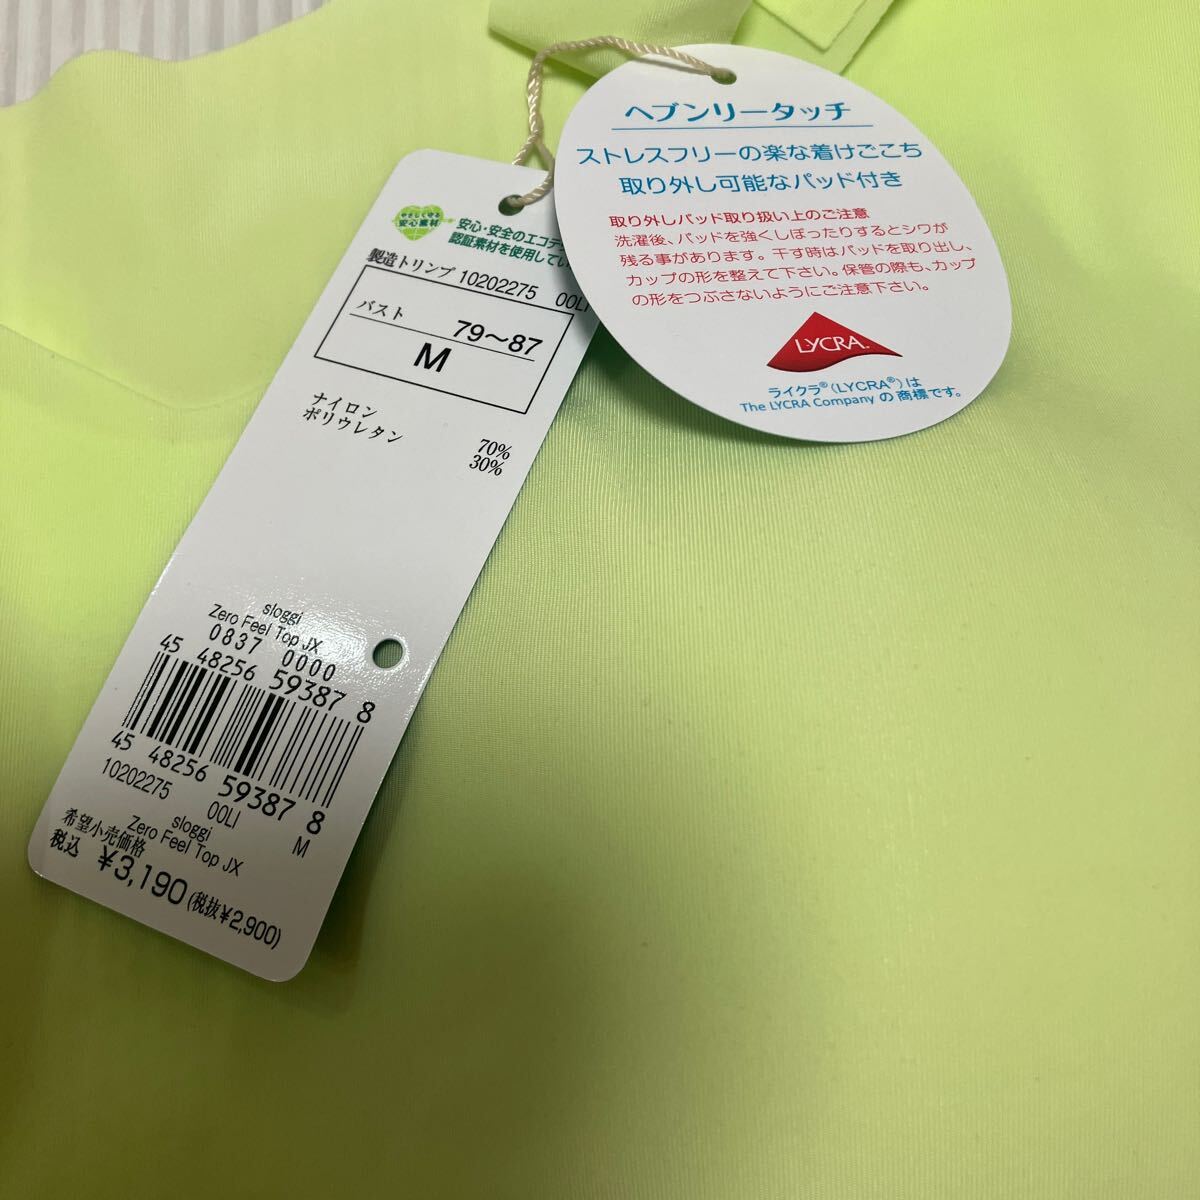 ヘブンリータッチ
ストレスフリーの楽な着けごこち
取り外し可能なパッド付き
取り外しパッド取り扱い上のご注意
洗濯後、パッドを強くしぼったりするとシワが
残る事があります。干す時はパッドを取り出し、
カップの形を整えて下さい。保管の際も、カップ
の形をつぶさないようにご注意下さい。
LYCRA®
ライクラ®(LYCRA®)は
The LYCRA Company の商標です。
やさしく守る
安心素材
安心・安全のエコテ
認証素材を使用してい
製造トリンプ 10202275 00LI
バスト 79〜87
M
ナイロン 70%
ポリウレタン 30%
sloggi
Zero Feel Top JX
0837 0000
45 48256 59387 8
45 48256 59387 8
10202275 00LI M
sloggi
Zero Feel Top JX
希望小売価格
税込 ¥3,190(税抜¥2,900)